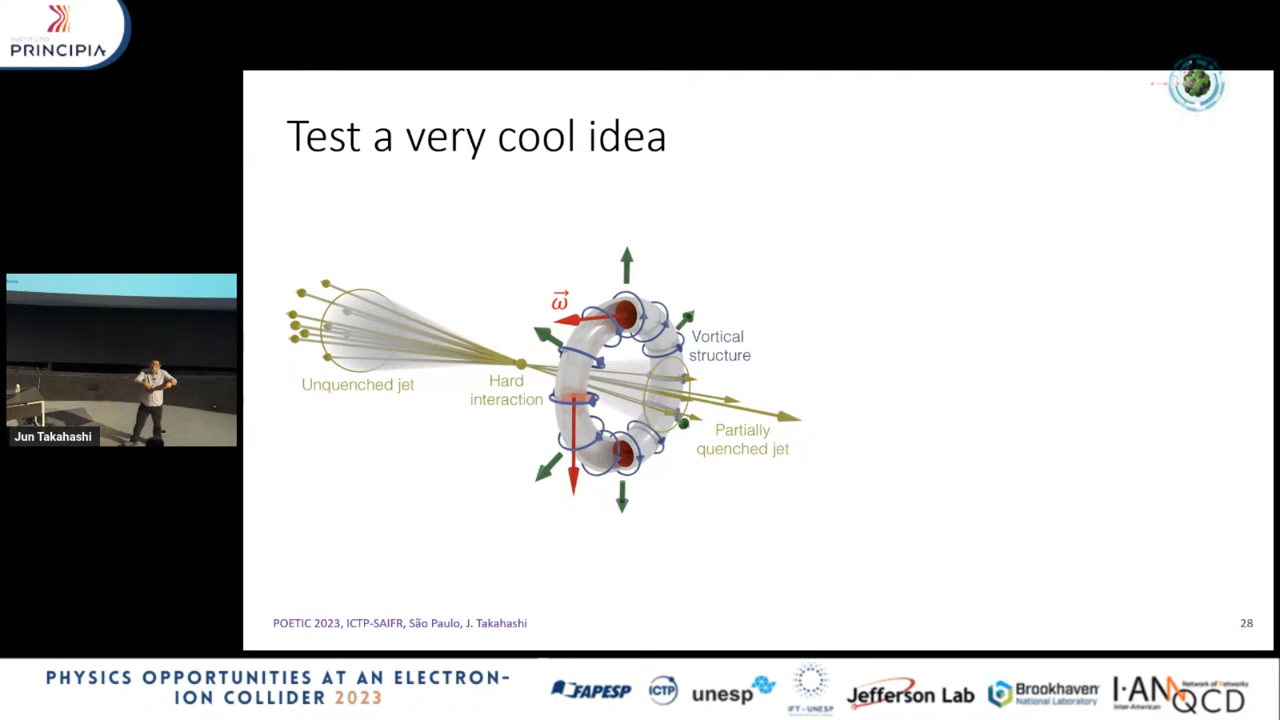 INSTITUTO
PRINCIPIA
Test a very cool idea
ω
Vortical
structure
Unquenched jet
Hard
interaction
Partially
quenched jet
Jun Takahashi
POETIC 2023, ICTP-SAIFR, São Paulo, J. Takahashi
28
PHYSICS OPPORTUNITIES AT AN ELECTRON-
ION COLLIDER 2023
FAPESP
ICTP
unesp
IFT - UNESP
Jefferson Lab
Brookhaven
National Laboratory
I·AN
Inter-American
Network of Networks
QCD